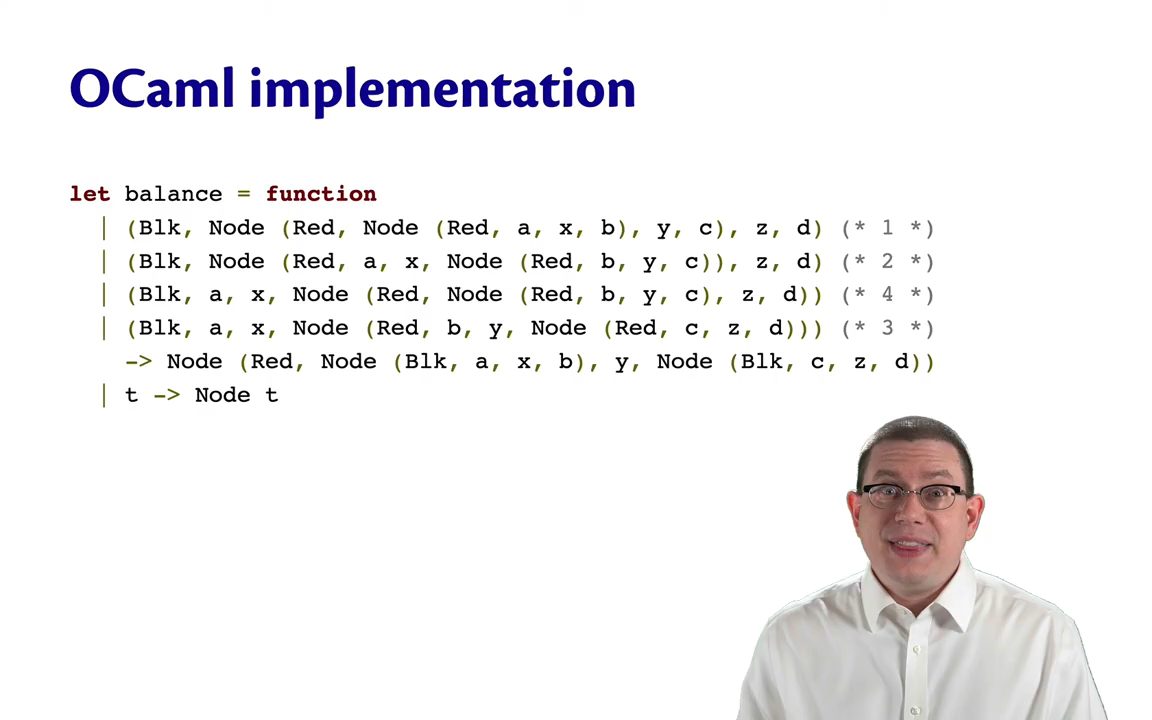 OCaml implementation
let balance = function
| (Blk, Node (Red, Node (Red, a, x, b), y, c), z, d) (* 1 *)
| (Blk, Node (Red, a, x, Node (Red, b, y, c)), z, d) (* 2 *)
| (Blk, a, x, Node (Red, Node (Red, b, y, c), z, d)) (* 4 *)
| (Blk, a, x, Node (Red, b, y, Node (Red, c, z, d))) (* 3 *)
-> Node (Red, Node (Blk, a, x, b), y, Node (Blk, c, z, d))
| t -> Node t